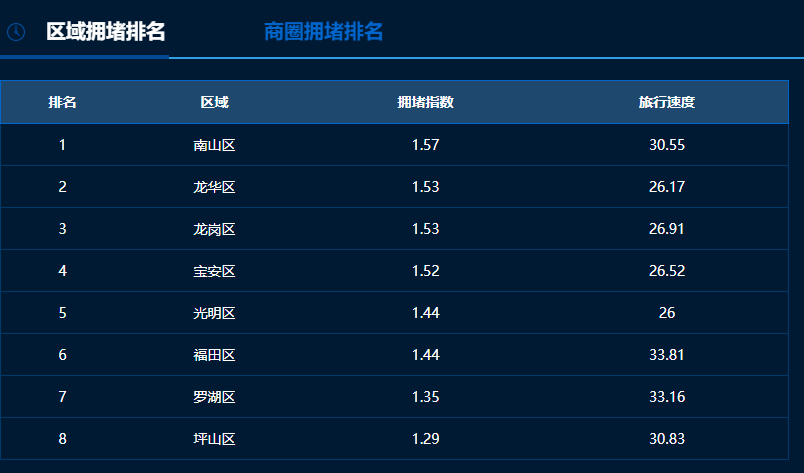 区域拥堵排名 商圈拥堵排名
排名 区域 拥堵指数 旅行速度
1 南山区 1.57 30.55
2 龙华区 1.53 26.17
3 龙岗区 1.53 26.91
4 宝安区 1.52 26.52
5 光明区 1.44 26
6 福田区 1.44 33.81
7 罗湖区 1.35 33.16
8 坪山区 1.29 30.83